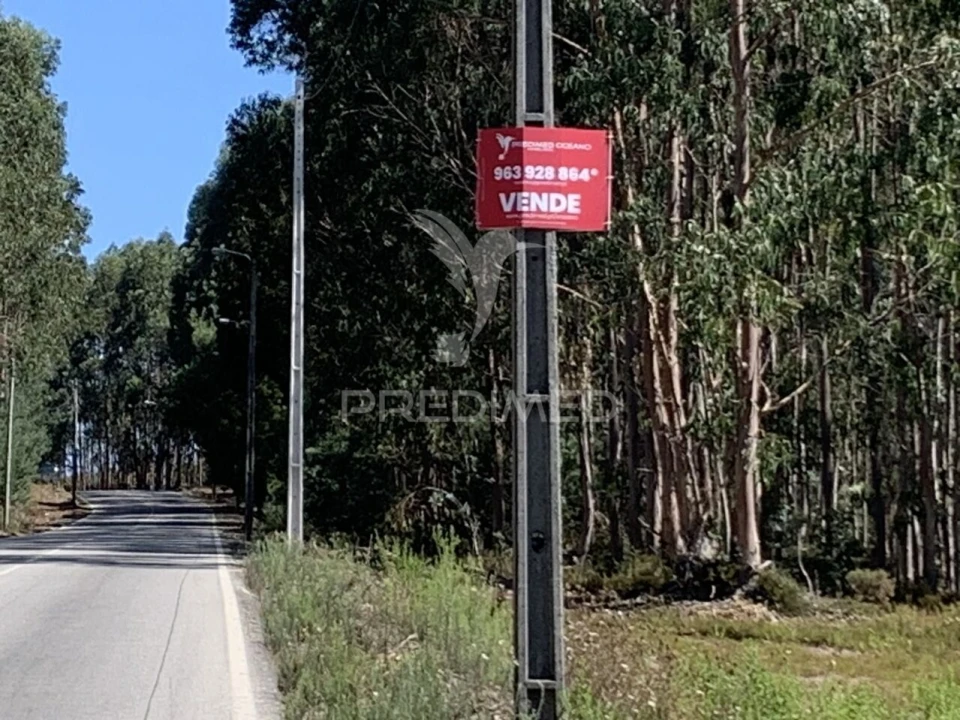 PREDIMED OCEANO
963 928 864
VENDE
PREDIMED